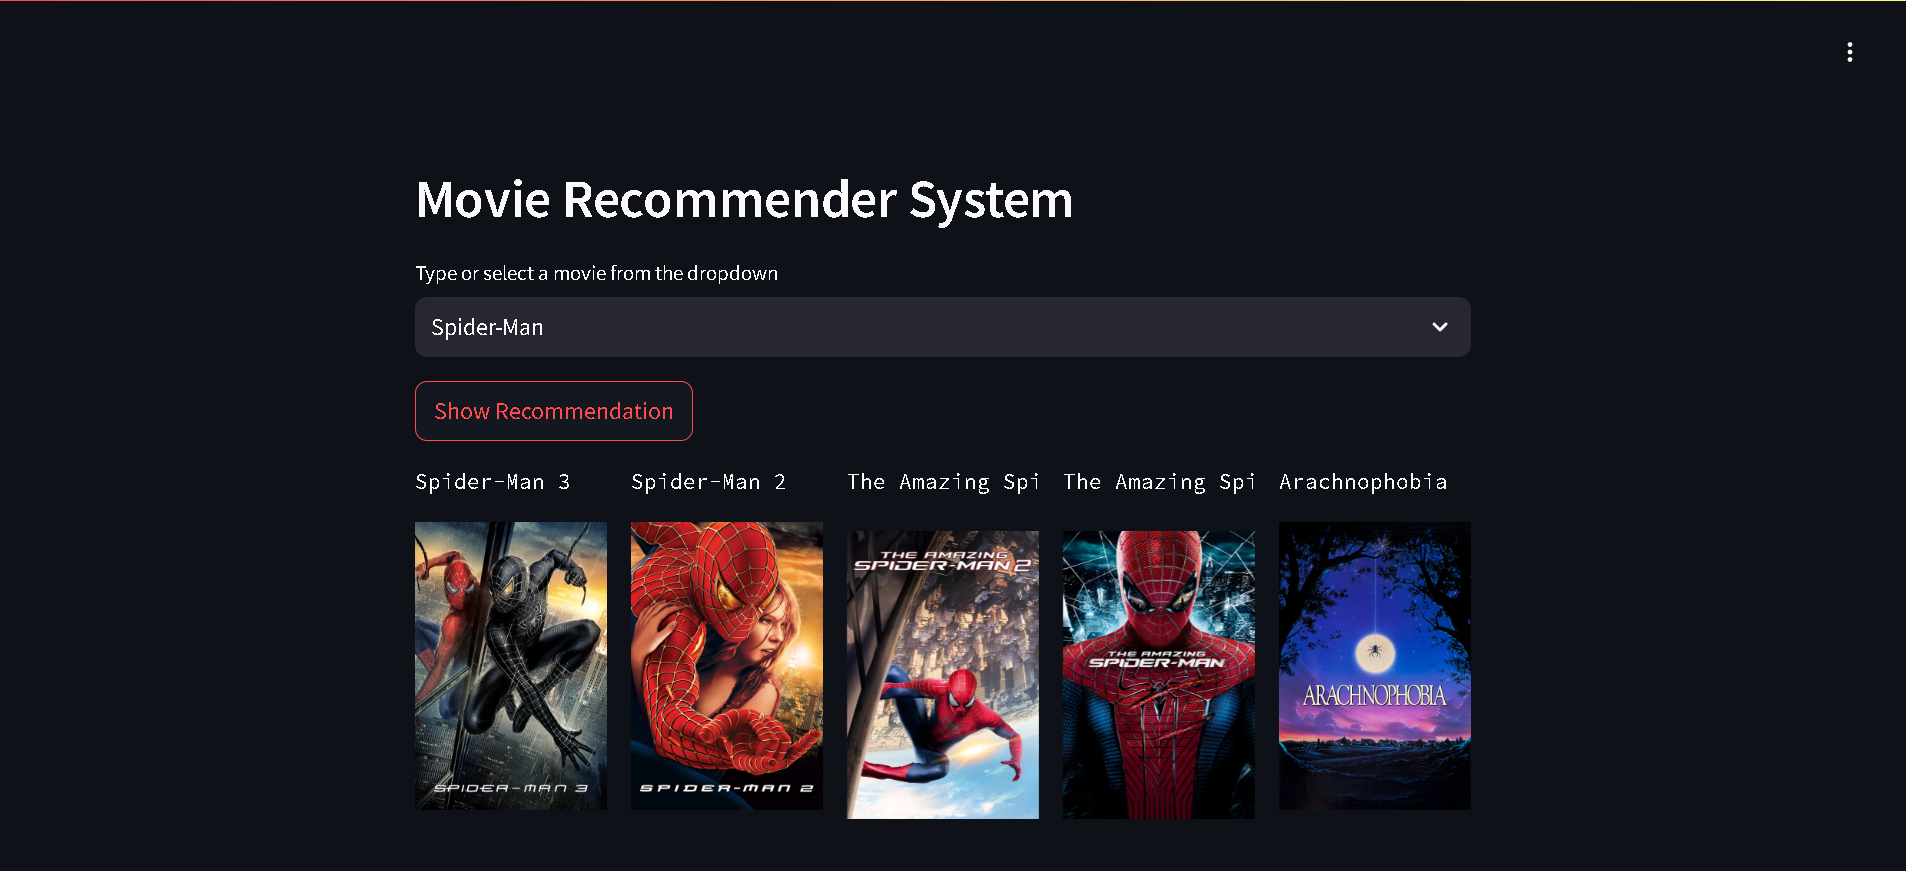 Movie Recommender System
Type or select a movie from the dropdown
Spider-Man
Show Recommendation
Spider-Man 3
Spider-Man 2
The Amazing Spi
The Amazing Spi
Arachnophobia
SPIDER-MAN 3
SPIDER-MAN 2
THE AMAZING
SPIDER-MAN 2
THE AMAZING
SPIDER-MAN
ARACHNOPHOBIA